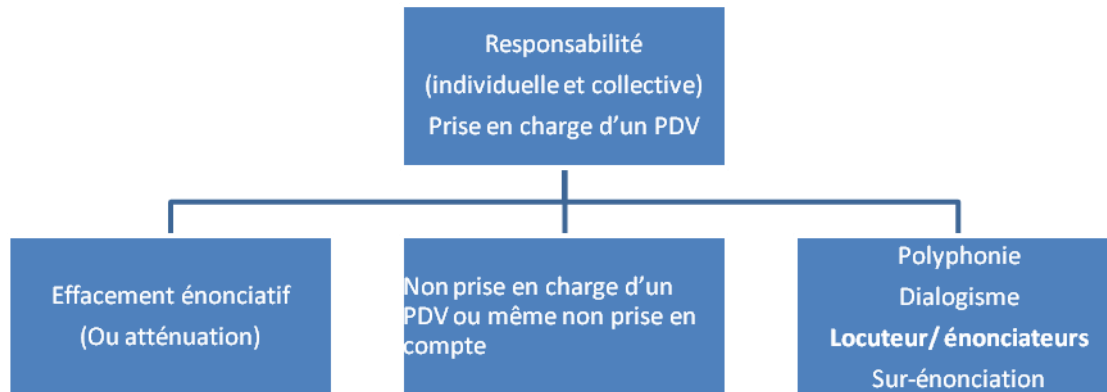 Responsabilité
(individuelle et collective)
Prise en charge d'un PDV
Effacement énonciatif
(Ou atténuation)
Non prise en charge d'un
PDV ou même non prise en
compte
Polyphonie
Dialogisme
Locuteur/ énonciateurs
Sur-énonciation